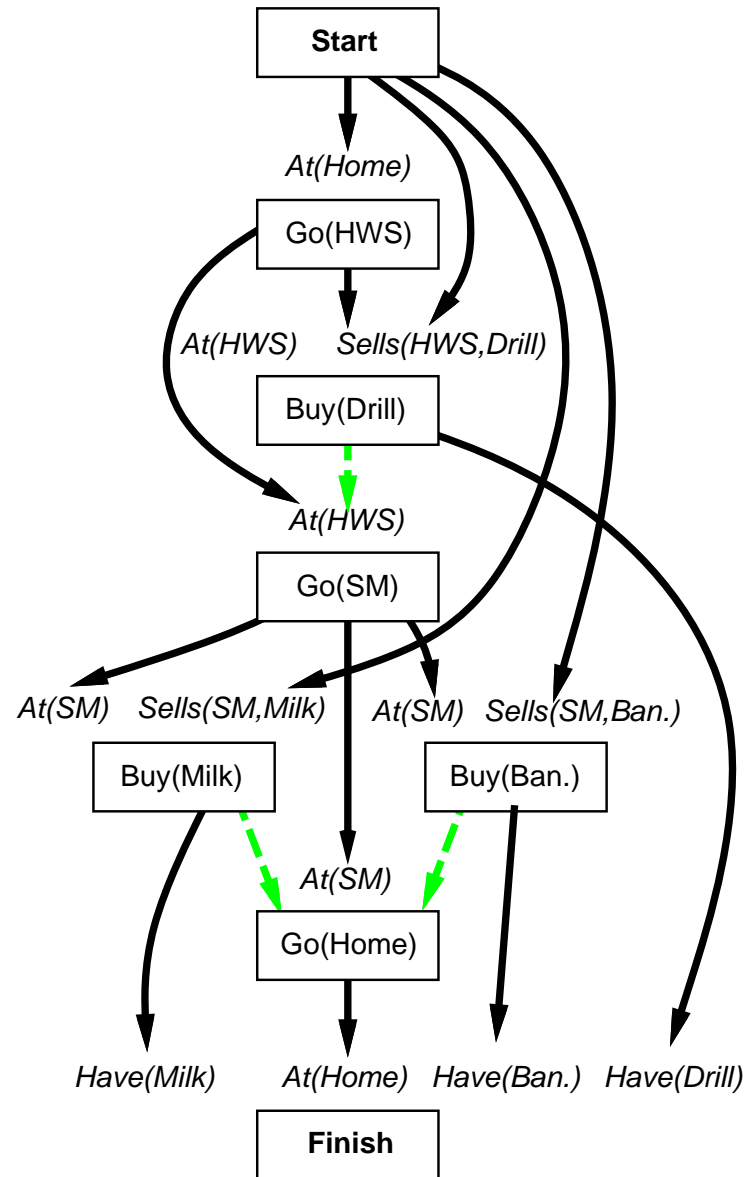 Start
At(Home)
Go(HWS)
At(HWS) Sells(HWS,Drill)
Buy(Drill)
At(HWS)
Go(SM)
At(SM) Sells(SM,Milk) At(SM) Sells(SM,Ban.)
Buy(Milk) Buy(Ban.)
At(SM)
Go(Home)
Have(Milk) At(Home) Have(Ban.) Have(Drill)
Finish